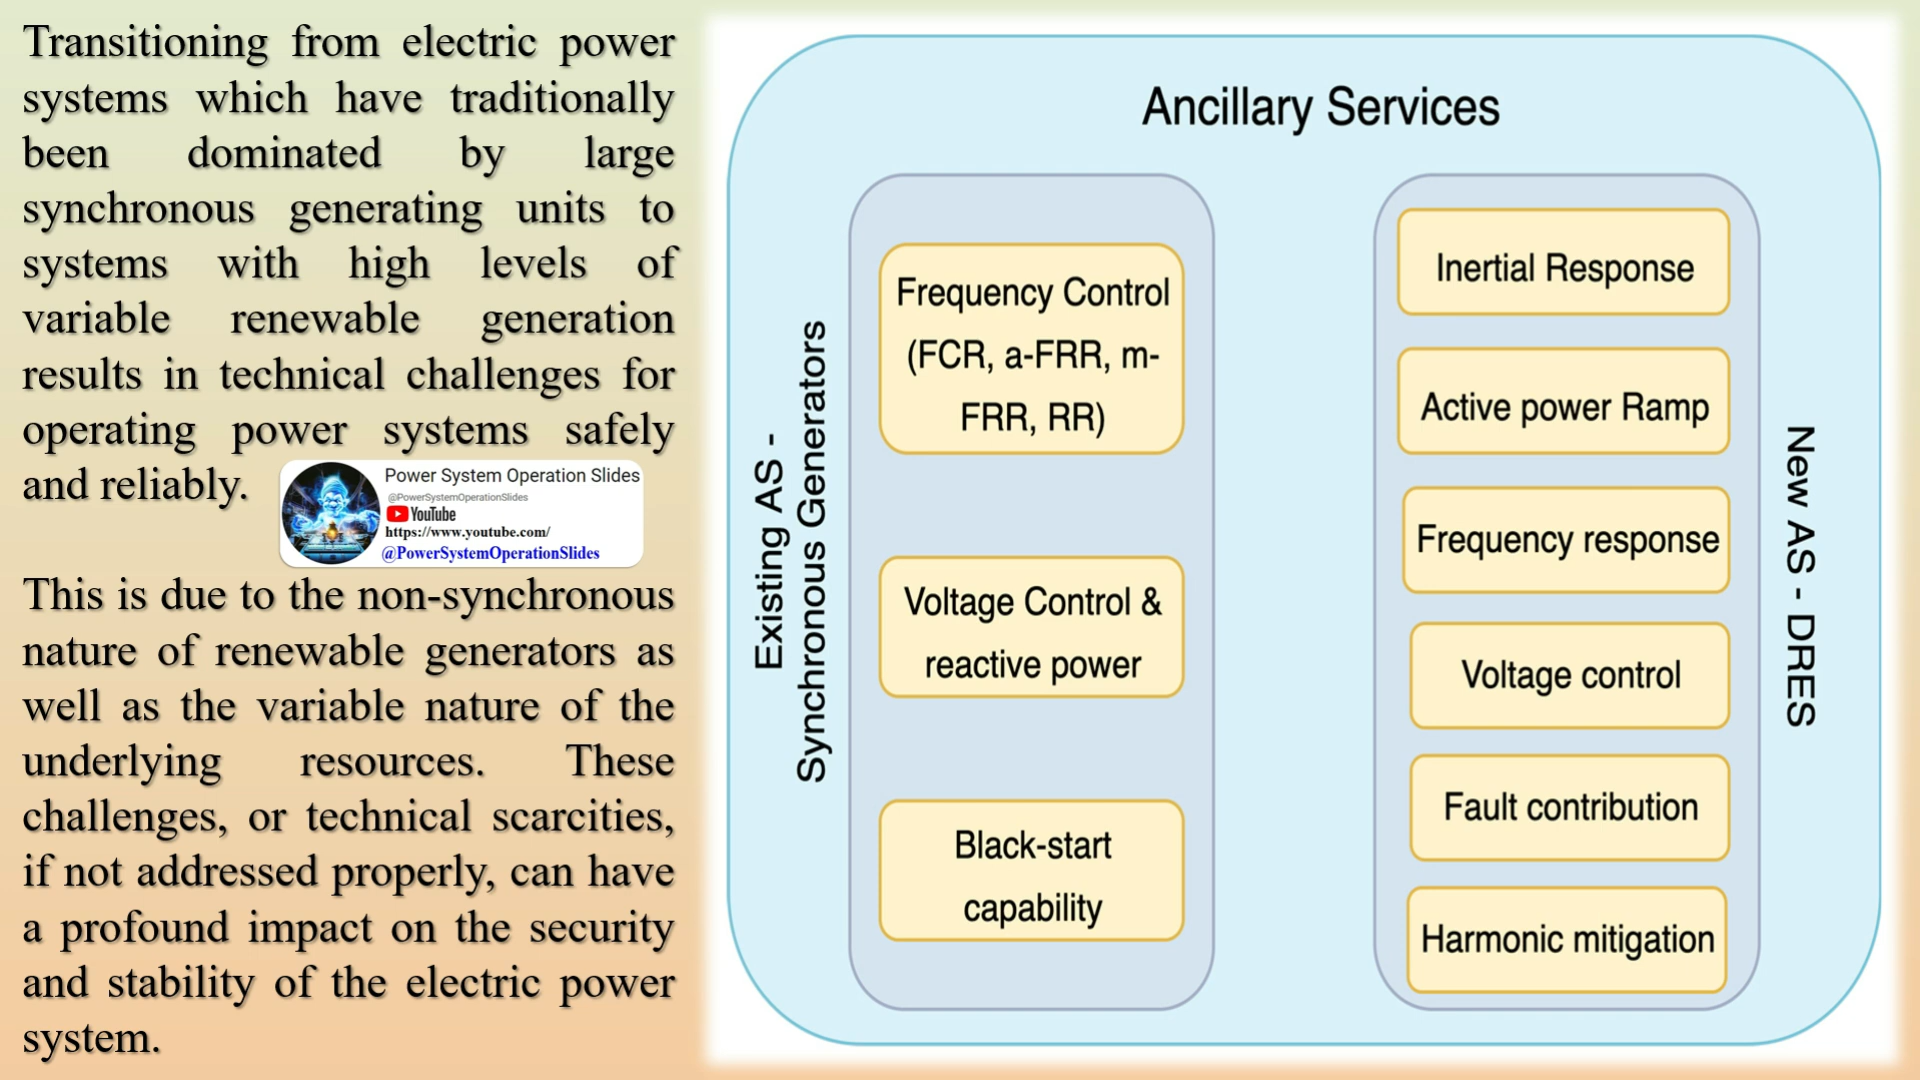 Transitioning from electric power
systems which have traditionally
been dominated by large
synchronous generating units to
systems with high levels of
variable renewable generation
results in technical challenges for
operating power systems safely
and reliably.
Power System Operation Slides
@PowerSystemOperationSlides
YouTube
https://www.youtube.com/
@PowerSystemOperationSlides
This is due to the non-synchronous
nature of renewable generators as
well as the variable nature of the
underlying resources. These
challenges, or technical scarcities,
if not addressed properly, can have
a profound impact on the security
and stability of the electric power
system.
Ancillary Services
Existing AS -
Synchronous Generators
Frequency Control
(FCR, a-FRR, m-
FRR, RR)
Voltage Control &
reactive power
Black-start
capability
Inertial Response
Active power Ramp
Frequency response
Voltage control
Fault contribution
Harmonic mitigation
New AS - DRES